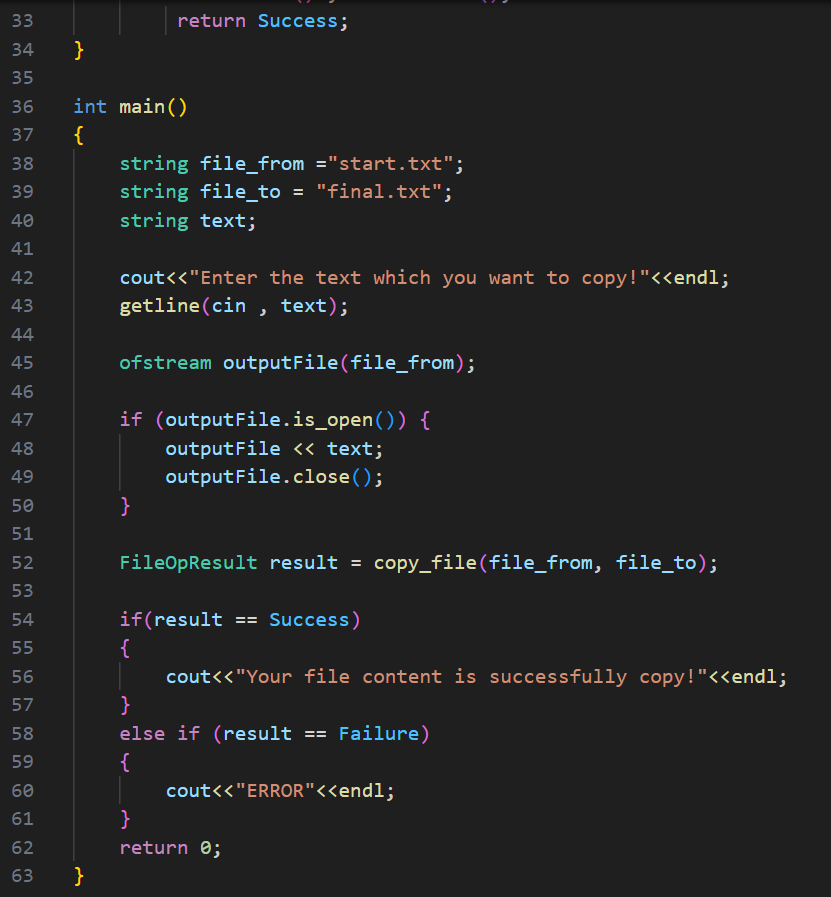 33 return Success;
34 }
35
36 int main()
37 {
38 string file_from ="start.txt";
39 string file_to = "final.txt";
40 string text;
41
42 cout<<"Enter the text which you want to copy!"<<endl;
43 getline(cin , text);
44
45 ofstream outputFile(file_from);
46
47 if (outputFile.is_open()) {
48 outputFile << text;
49 outputFile.close();
50 }
51
52 FileOpResult result = copy_file(file_from, file_to);
53
54 if(result == Success)
55 {
56 cout<<"Your file content is successfully copy!"<<endl;
57 }
58 else if (result == Failure)
59 {
60 cout<<"ERROR"<<endl;
61 }
62 return 0;
63 }